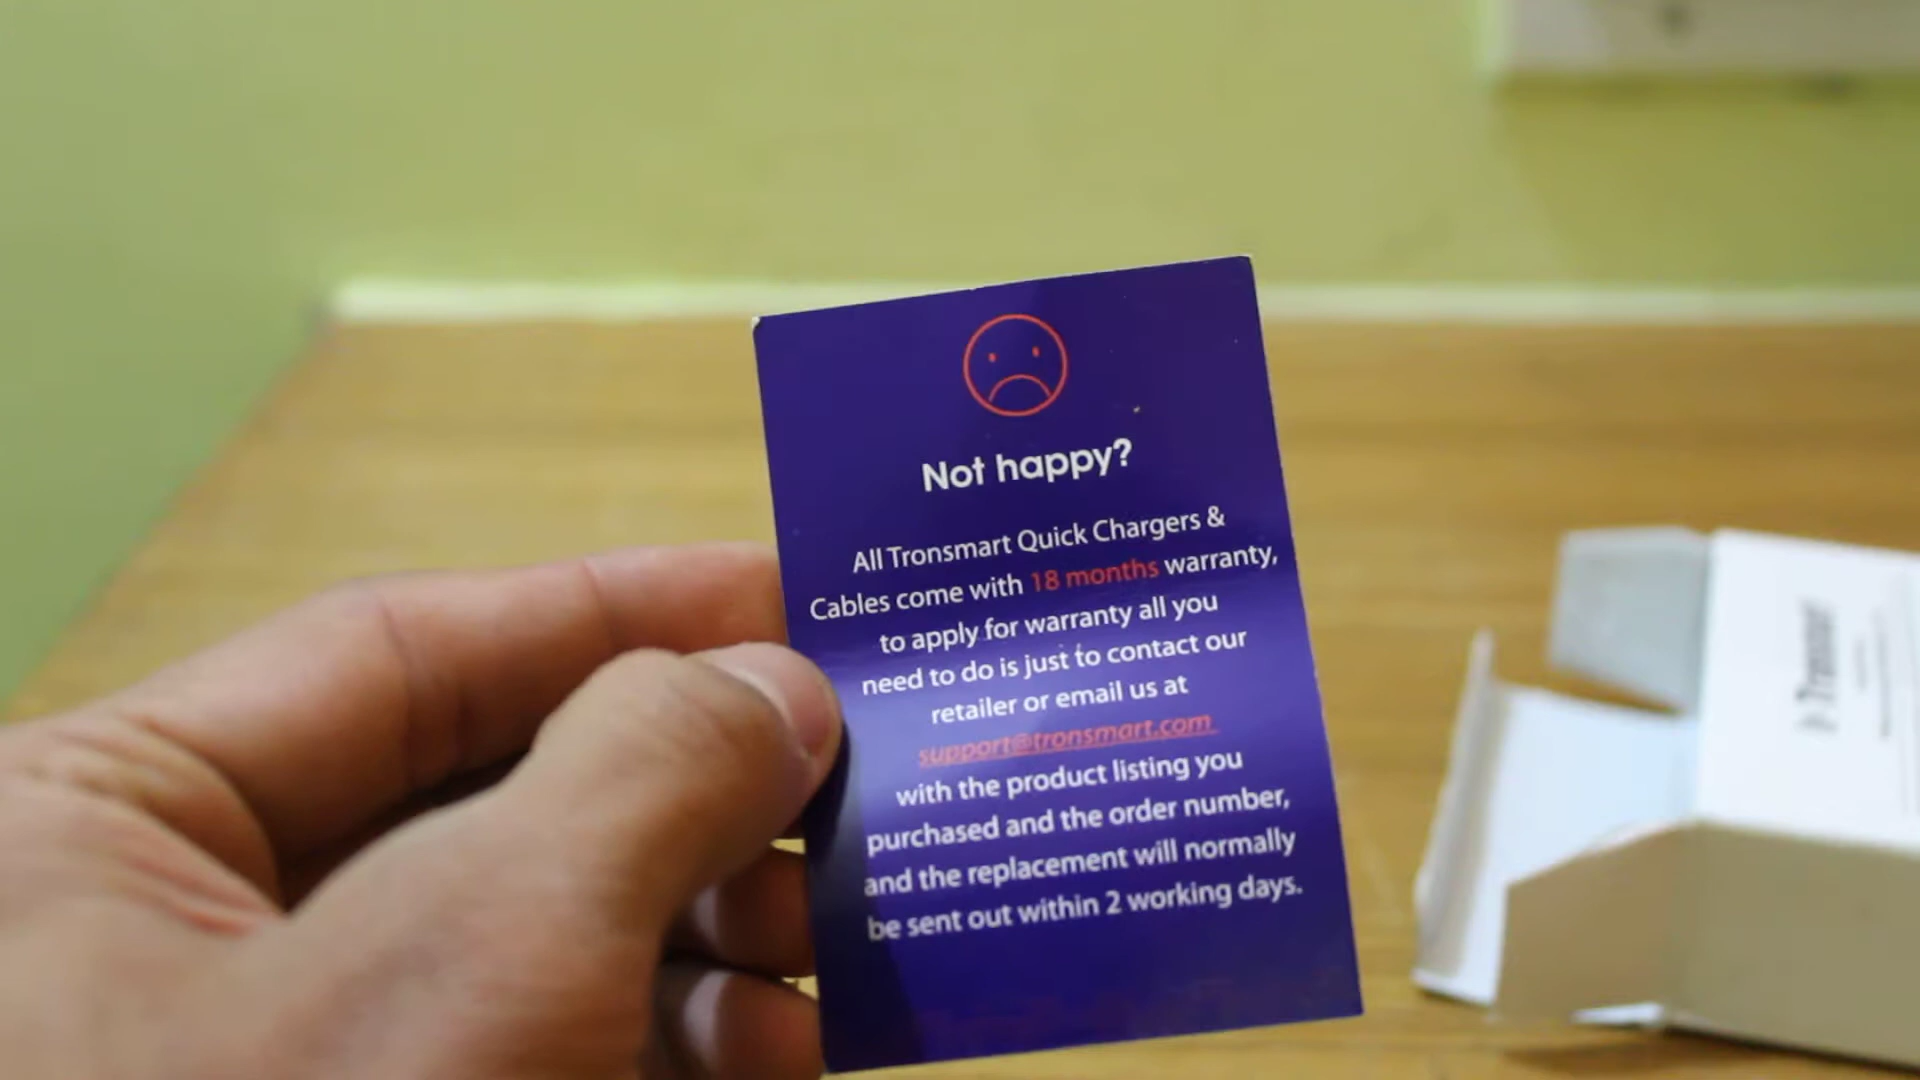 Not happy?
All Tronsmart Quick Chargers &
Cables come with 18 months warranty,
to apply for warranty all you
need to do is just to contact our
retailer or email us at
support@tronsmart.com
with the product listing you
purchased and the order number,
and the replacement will normally
be sent out within 2 working days.
Tronsmart